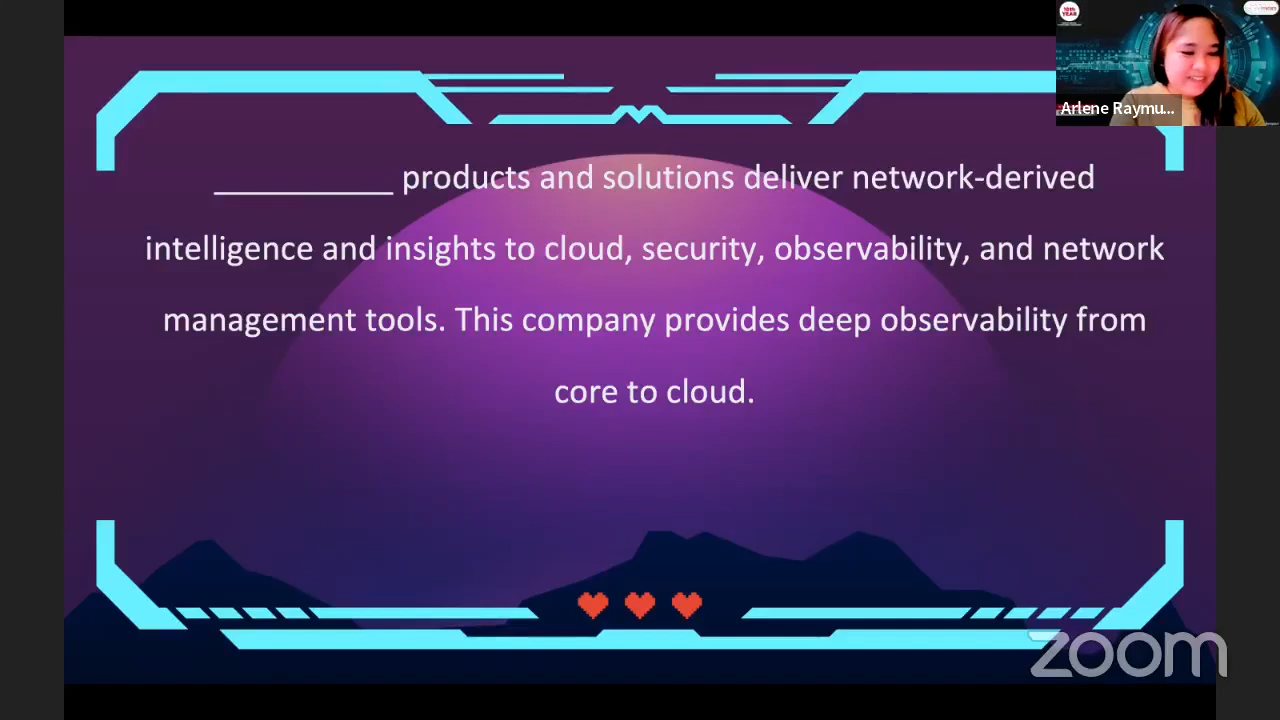 Arlene Raymu...
__________ products and solutions deliver network-derived
intelligence and insights to cloud, security, observability, and network
management tools. This company provides deep observability from
core to cloud.
zoom